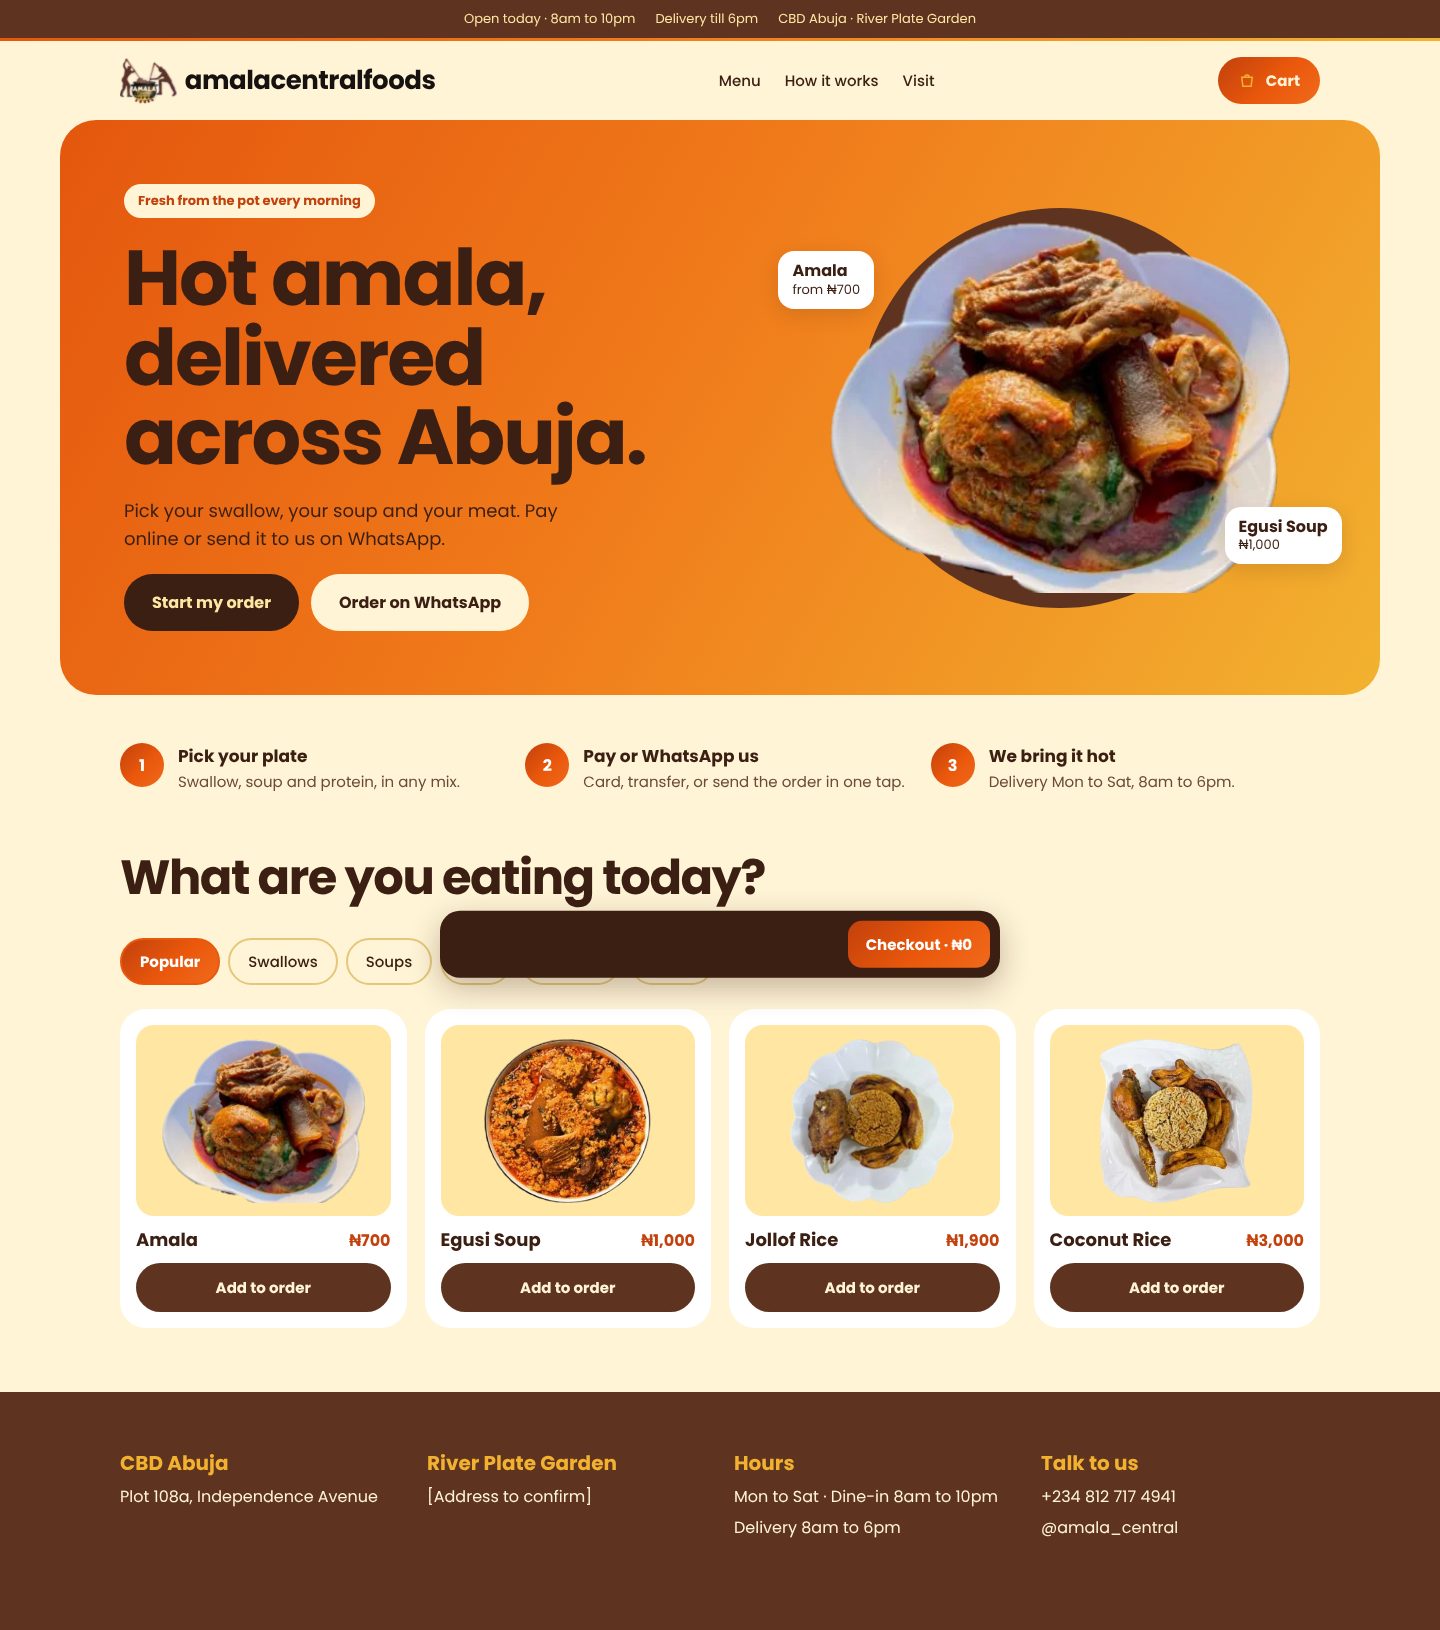 Open today · 8am to 10pm
Delivery till 6pm
CBD Abuja · River Plate Garden
AMALA
amalacentralfoods
Menu
How it works
Visit
Cart
Fresh from the pot every morning
Hot amala,
delivered
across Abuja.
Pick your swallow, your soup and your meat. Pay
online or send it to us on WhatsApp.
Start my order
Order on WhatsApp
Amala
from ₦700
Egusi Soup
₦1,000
1
Pick your plate
Swallow, soup and protein, in any mix.
2
Pay or WhatsApp us
Card, transfer, or send the order in one tap.
3
We bring it hot
Delivery Mon to Sat, 8am to 6pm.
What are you eating today?
Popular
Swallows
Soups
Checkout · ₦0
Amala
₦700
Add to order
Egusi Soup
₦1,000
Add to order
Jollof Rice
₦1,900
Add to order
Coconut Rice
₦3,000
Add to order
CBD Abuja
Plot 108a, Independence Avenue
River Plate Garden
[Address to confirm]
Hours
Mon to Sat · Dine-in 8am to 10pm
Delivery 8am to 6pm
Talk to us
+234 812 717 4941
@amala_central